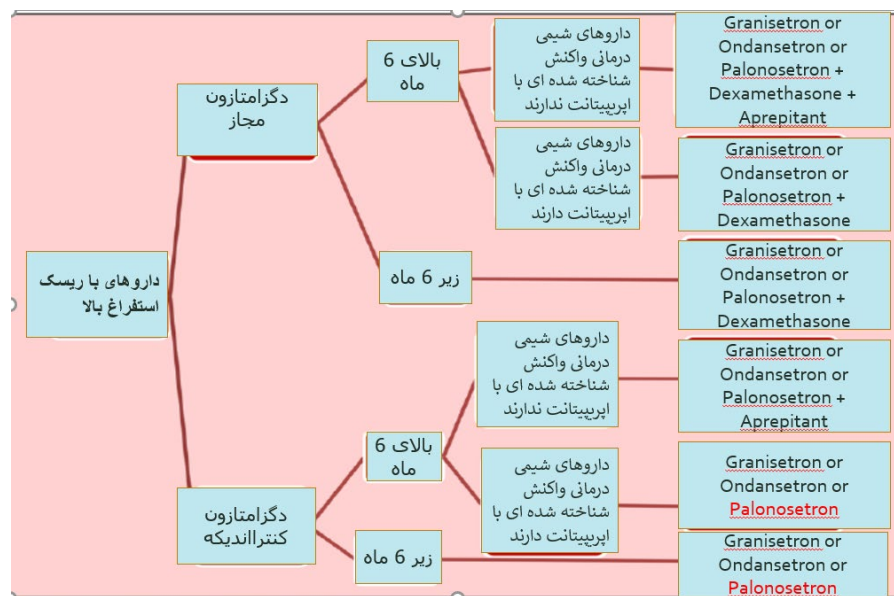 داروهای با ریسک
استفراغ بالا
دگزامتازون
مجاز
بالای 6
ماه
داروهای شیمی
درمانی واکنش
شناخته شده ای با
اپریپیتانت ندارند
Granisetron or
Ondansetron or
Palonosetron +
Dexamethasone +
Aprepitant
داروهای شیمی
درمانی واکنش
شناخته شده ای با
اپریپیتانت دارند
Granisetron or
Ondansetron or
Palonosetron +
Dexamethasone
زیر 6 ماه
Granisetron or
Ondansetron or
Palonosetron +
Dexamethasone
دگزامتازون
کنترااندیکه
بالای 6
ماه
داروهای شیمی
درمانی واکنش
شناخته شده ای با
اپریپیتانت ندارند
Granisetron or
Ondansetron or
Palonosetron +
Aprepitant
داروهای شیمی
درمانی واکنش
شناخته شده ای با
اپریپیتانت دارند
Granisetron or
Ondansetron or
Palonosetron
زیر 6 ماه
Granisetron or
Ondansetron or
Palonosetron